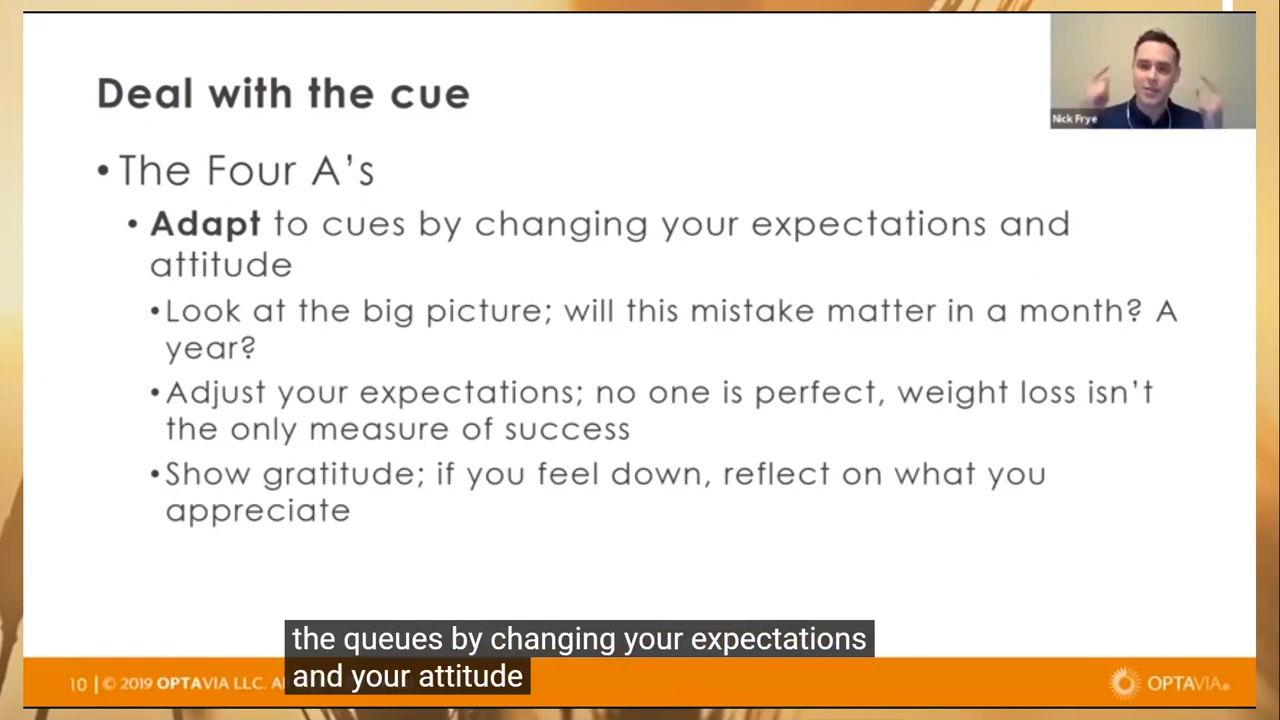 Deal with the cue
Nick Frye
• The Four A's
• Adapt to cues by changing your expectations and
attitude
•Look at the big picture; will this mistake matter in a month? A
year?
•Adjust your expectations; no one is perfect, weight loss isn't
the only measure of success
•Show gratitude; if you feel down, reflect on what you
appreciate
the queues by changing your expectations
and your attitude
10 | © 2019 OPTAVIA LLC. A
OPTAVIA®